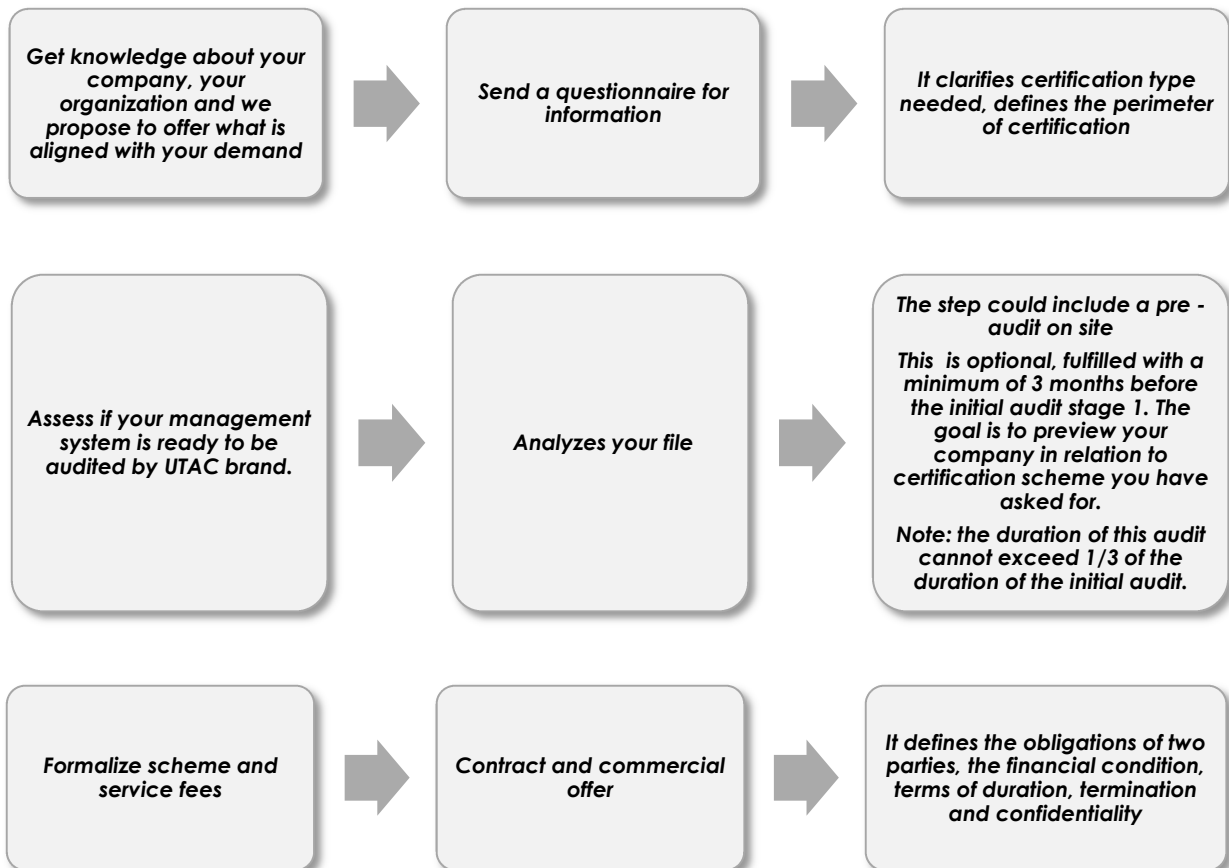 Get knowledge about your
company, your
organization and we
propose to offer what is
aligned with your demand
Send a questionnaire for
information
It clarifies certification type
needed, defines the perimeter
of certification
Assess if your management
system is ready to be
audited by UTAC brand.
Analyzes your file
The step could include a pre -
audit on site
This is optional, fulfilled with a
minimum of 3 months before
the initial audit stage 1. The
goal is to preview your
company in relation to
certification scheme you have
asked for.
Note: the duration of this audit
cannot exceed 1/3 of the
duration of the initial audit.
Formalize scheme and
service fees
Contract and commercial
offer
It defines the obligations of two
parties, the financial condition,
terms of duration, termination
and confidentiality